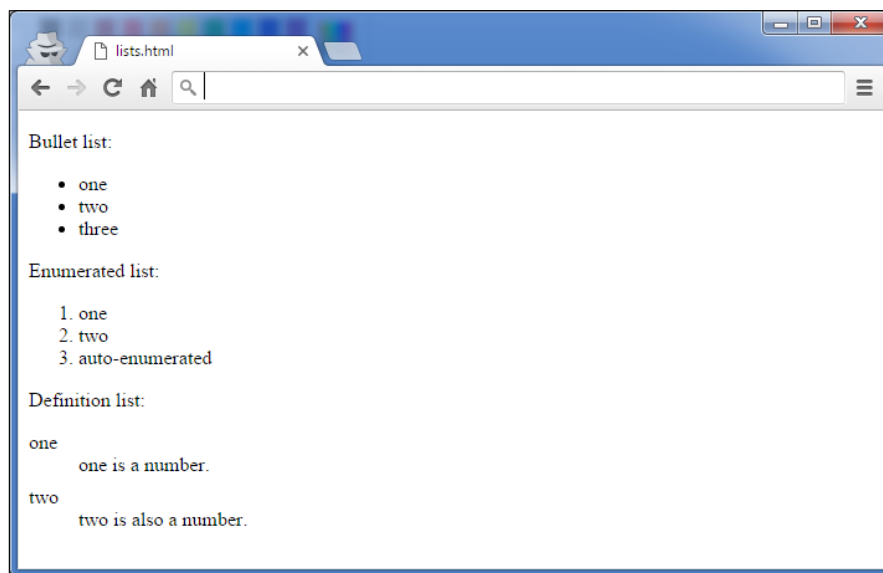 lists.html
Bullet list:
• one
• two
• three
Enumerated list:
1. one
2. two
3. auto-enumerated
Definition list:
one
one is a number.
two
two is also a number.